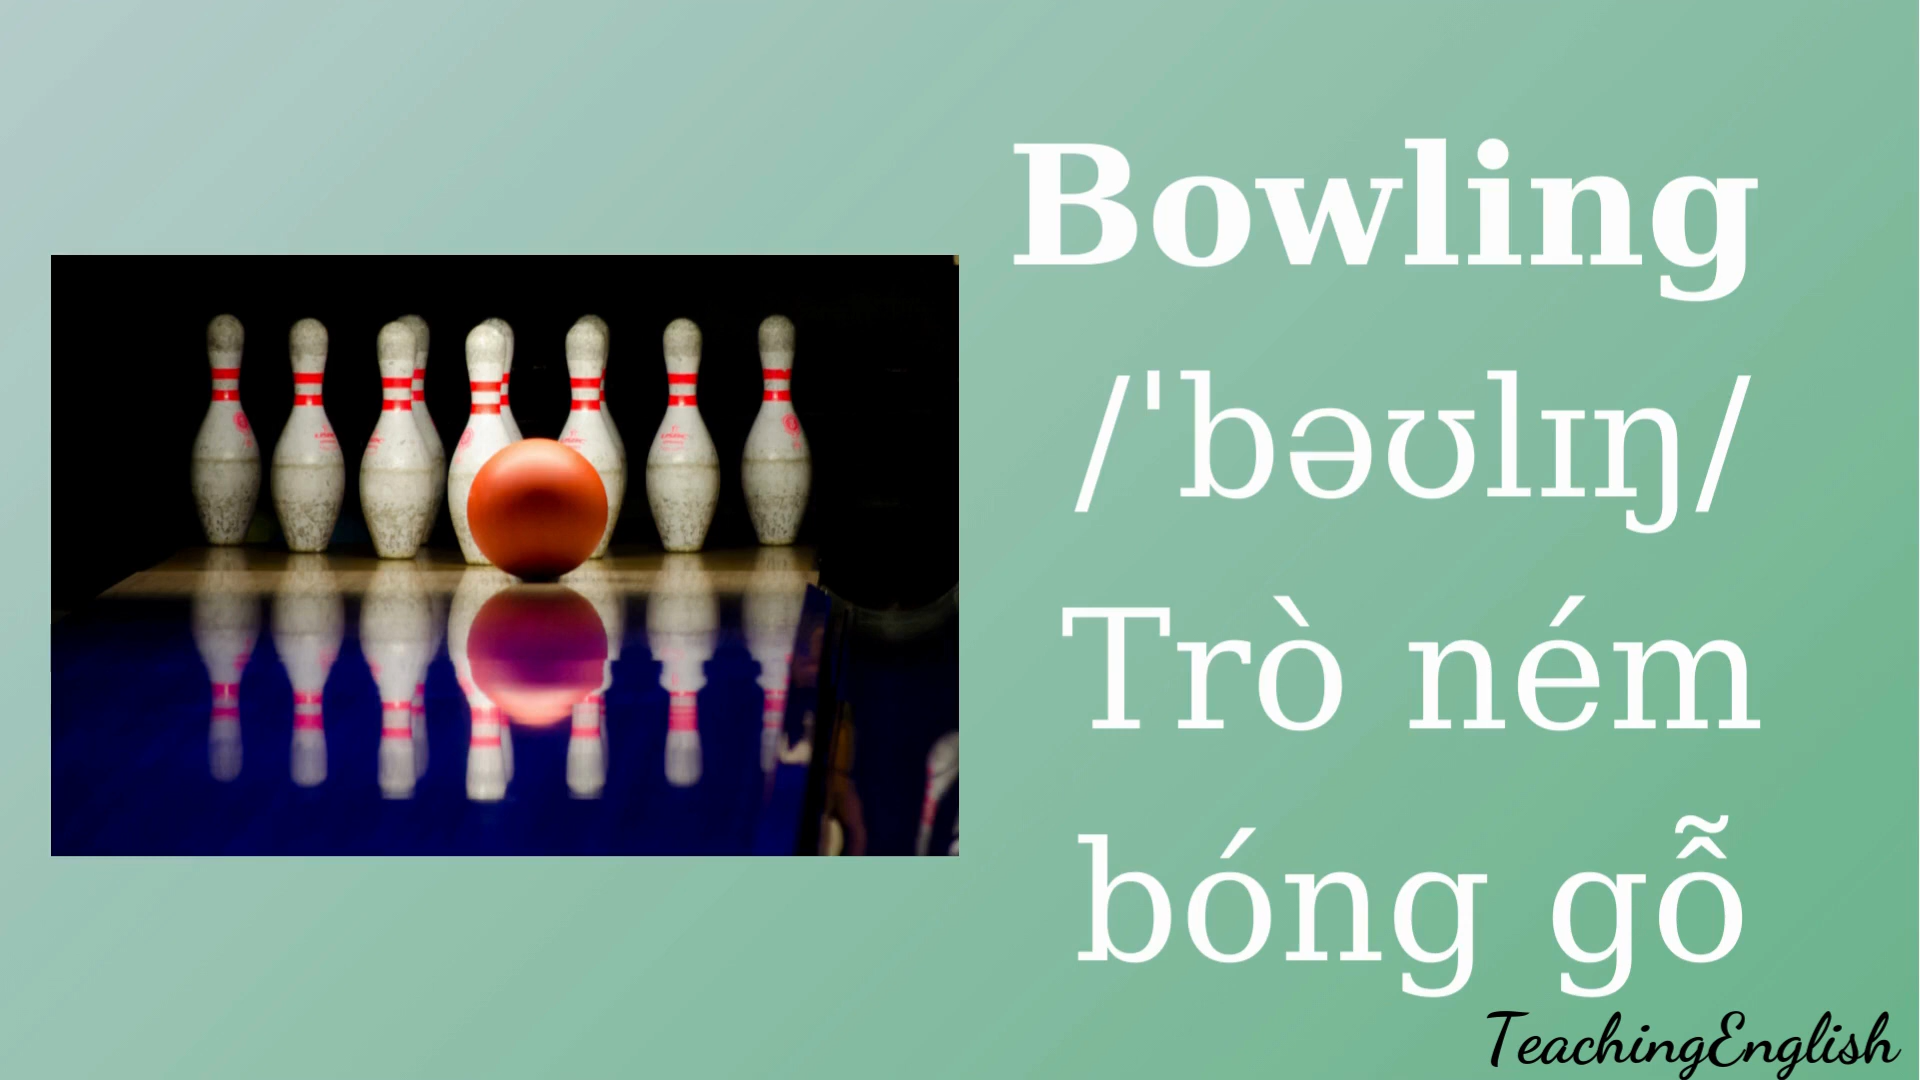 Bowling
/ˈbəʊlɪŋ/
Trò ném
bóng gỗ
TeachingEnglish